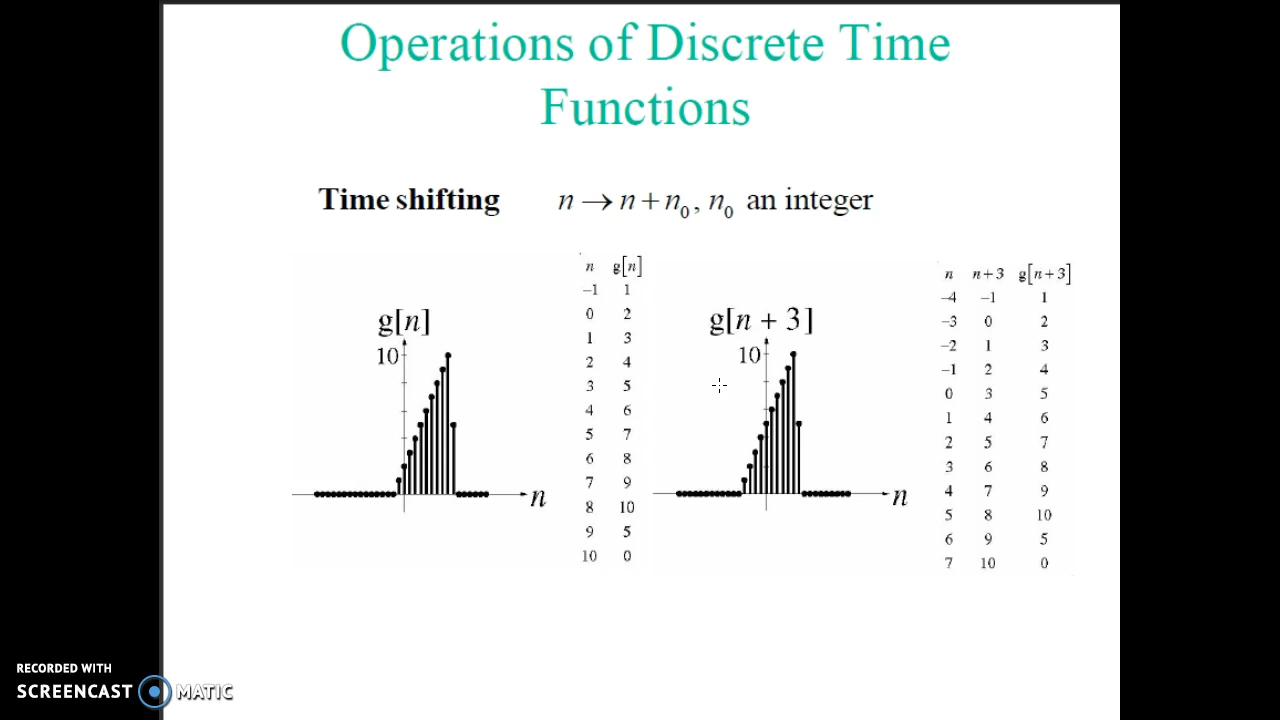 Operations of Discrete Time
Functions
Time shifting n → n + n₀, n₀ an integer
g[n]
10
n
n g[n]
−1 1
0 2
1 3
2 4
3 5
4 6
5 7
6 8
7 9
8 10
9 5
10 0
g[n + 3]
10
n
n n+3 g[n+3]
−4 −1 1
−3 0 2
−2 1 3
−1 2 4
0 3 5
1 4 6
2 5 7
3 6 8
4 7 9
5 8 10
6 9 5
7 10 0
RECORDED WITH
SCREENCAST MATIC